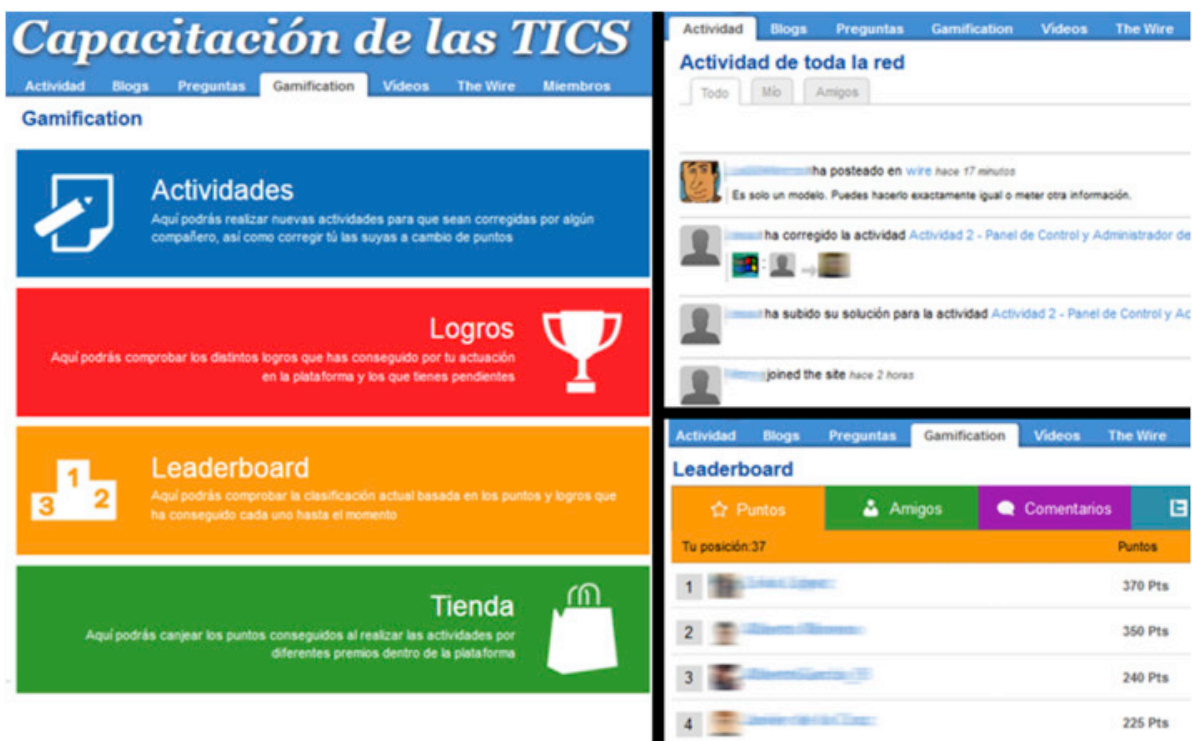 Capacitación de las TICS
Actividad Blogs Preguntas Gamification Vídeos The Wire Miembros
Gamification
Actividades
Aquí podrás realizar nuevas actividades para que sean corregidas por algún
compañero, así como corregir tú las suyas a cambio de puntos
Logros
Aquí podrás comprobar los distintos logros que has conseguido por tu actuación
en la plataforma y los que tienes pendientes
1
2
3
Leaderboard
Aquí podrás comprobar la clasificación actual basada en los puntos y logros que
ha conseguido cada uno hasta el momento
Tienda
Aquí podrás canjear los puntos conseguidos al realizar las actividades por
diferentes premios dentro de la plataforma
Actividad Blogs Preguntas Gamification Vídeos The Wire
Actividad de toda la red
Todo Mío Amigos
ha posteado en wire hace 17 minutos
Es solo un modelo. Puedes hacerlo exactamente igual o meter otra información.
ha corregido la actividad Actividad 2 - Panel de Control y Administrador de
:
ha subido su solución para la actividad Actividad 2 - Panel de Control y Ac
joined the site hace 2 horas
Actividad Blogs Preguntas Gamification Vídeos The Wire
Leaderboard
Puntos Amigos Comentarios
Tu posición:37 Puntos
1 370 Pts
2 350 Pts
3 240 Pts
4 225 Pts